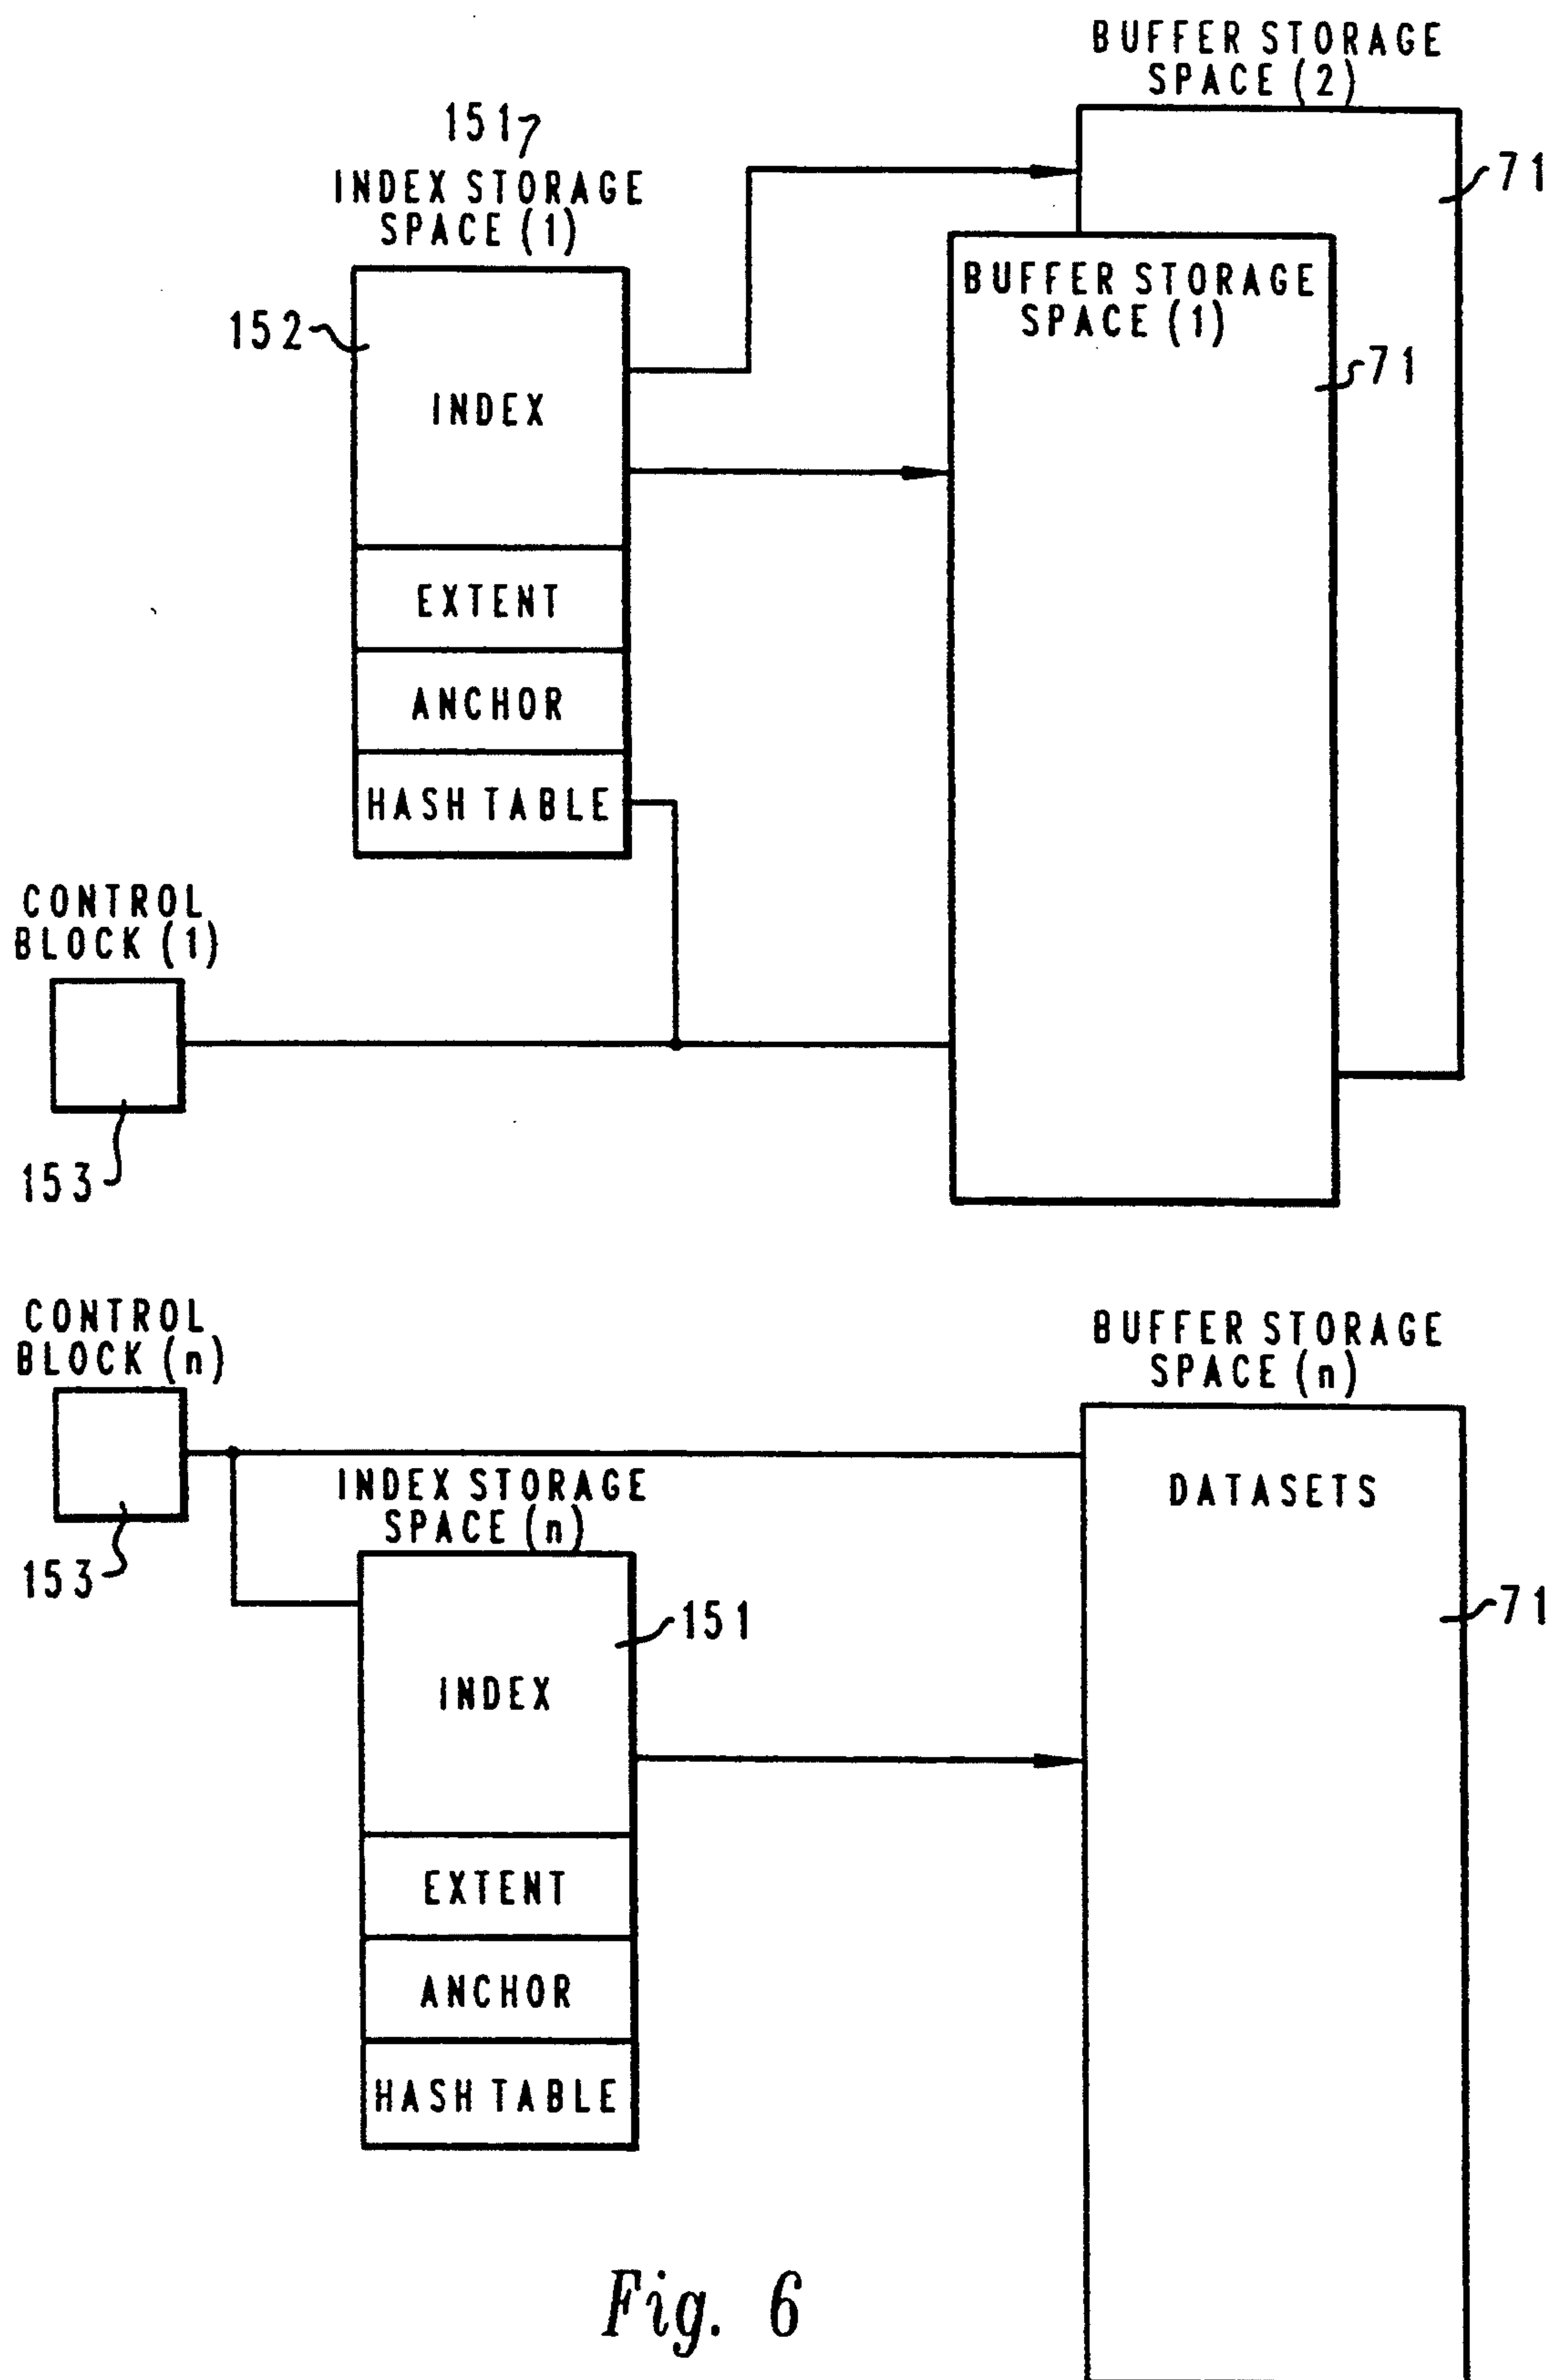 BUFFER STORAGE
SPACE (2)
151
INDEX STORAGE
SPACE (1)
71
BUFFER STORAGE
SPACE (1)
152
71
INDEX
EXTENT
ANCHOR
HASH TABLE
CONTROL
BLOCK (1)
153
CONTROL
BLOCK (n)
BUFFER STORAGE
SPACE (n)
INDEX STORAGE
SPACE (n)
DATASETS
153
151
71
INDEX
EXTENT
ANCHOR
HASH TABLE
Fig. 6